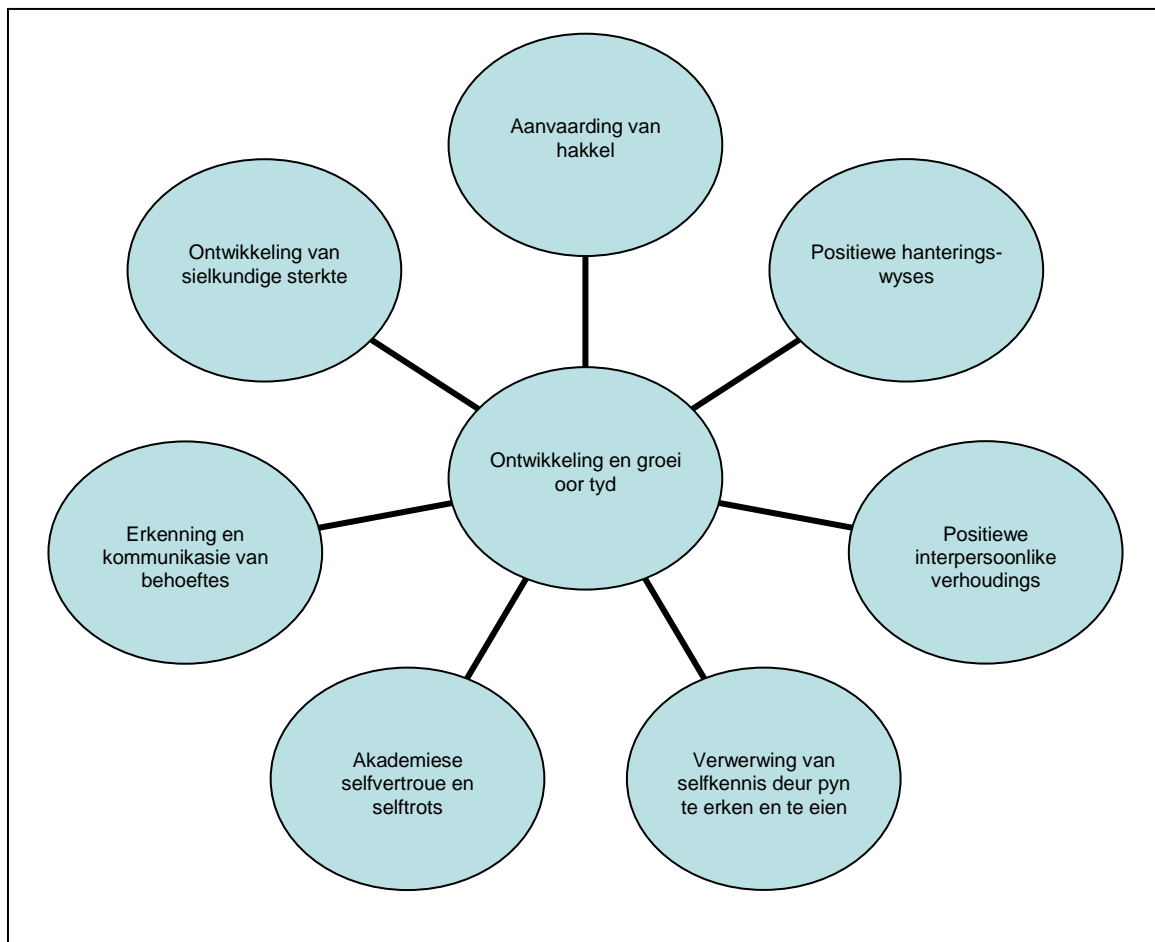 Aanvaarding van
hakkel
Ontwikkeling van
sielkundige sterkte
Positiewe hanterings-
wyses
Ontwikkeling en groei
oor tyd
Erkenning en
kommunikasie van
behoeftes
Positiewe
interpersoonlike
verhoudings
Akademiese
selfvertroue en
selftrots
Verwerwing van
selfkennis deur pyn
te erken en te eien